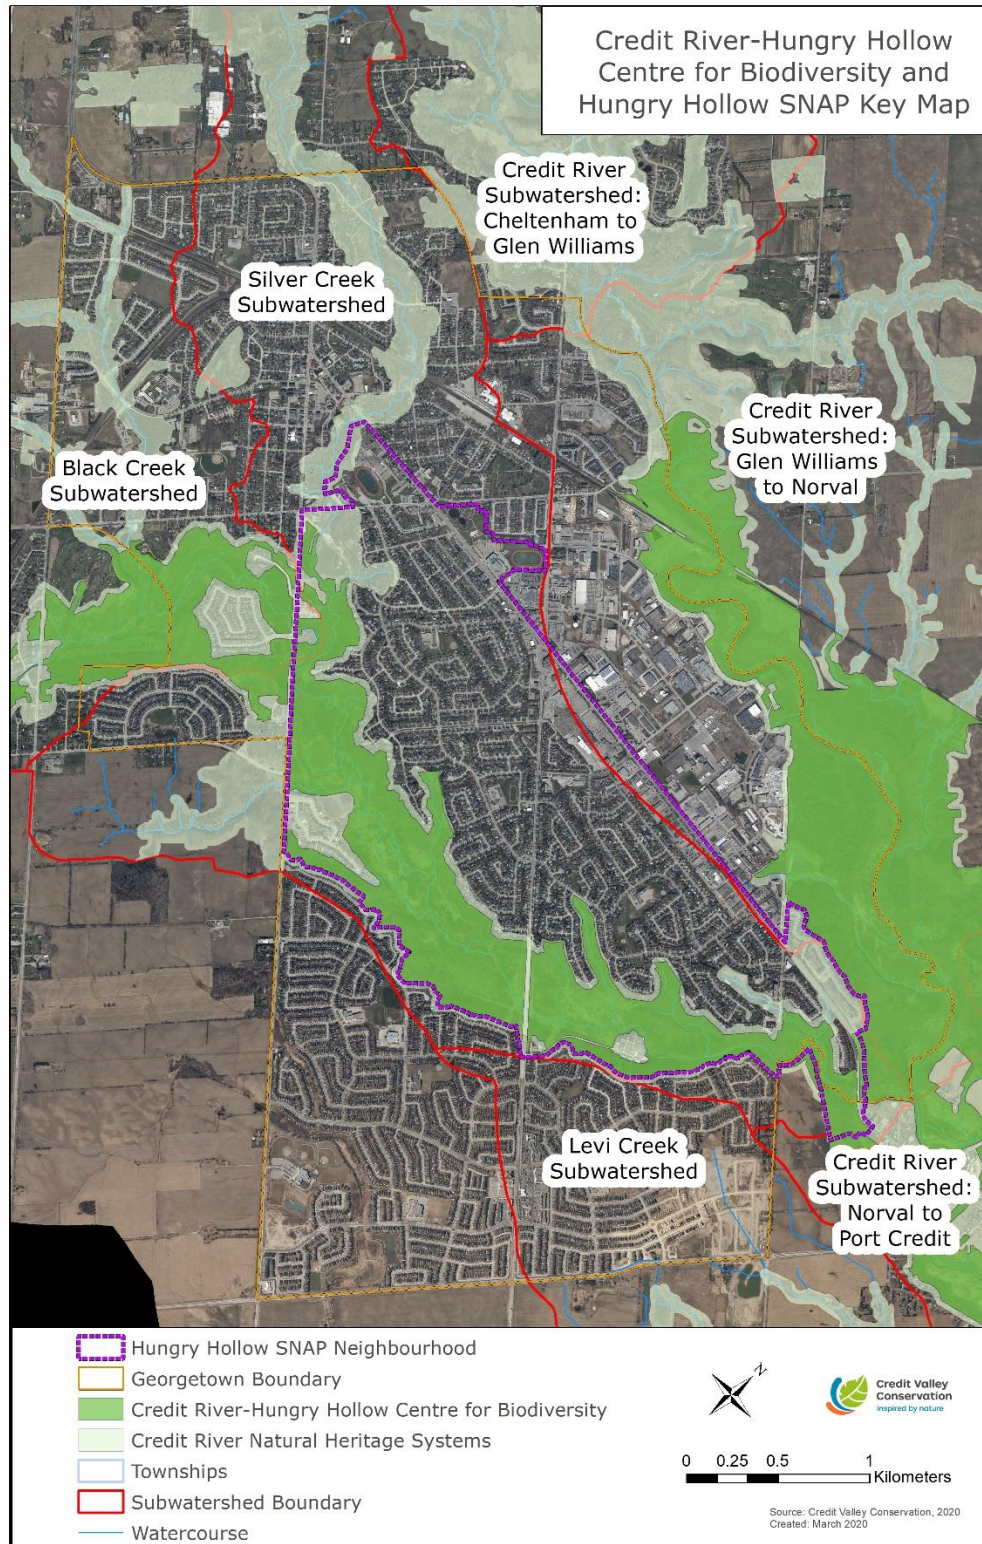 Credit River-Hungry Hollow
Centre for Biodiversity and
Hungry Hollow SNAP Key Map
Credit River
Subwatershed:
Cheltenham to
Glen Williams
Silver Creek
Subwatershed
Credit River
Subwatershed:
Glen Williams
to Norval
Black Creek
Subwatershed
Levi Creek
Subwatershed
Credit River
Subwatershed:
Norval to
Port Credit
Hungry Hollow SNAP Neighbourhood
Georgetown Boundary
Credit River-Hungry Hollow Centre for Biodiversity
Credit River Natural Heritage Systems
Townships
Subwatershed Boundary
Watercourse
N
Credit Valley
Conservation
inspired by nature
0 0.25 0.5 1
Kilometers
Source: Credit Valley Conservation, 2020
Created: March 2020